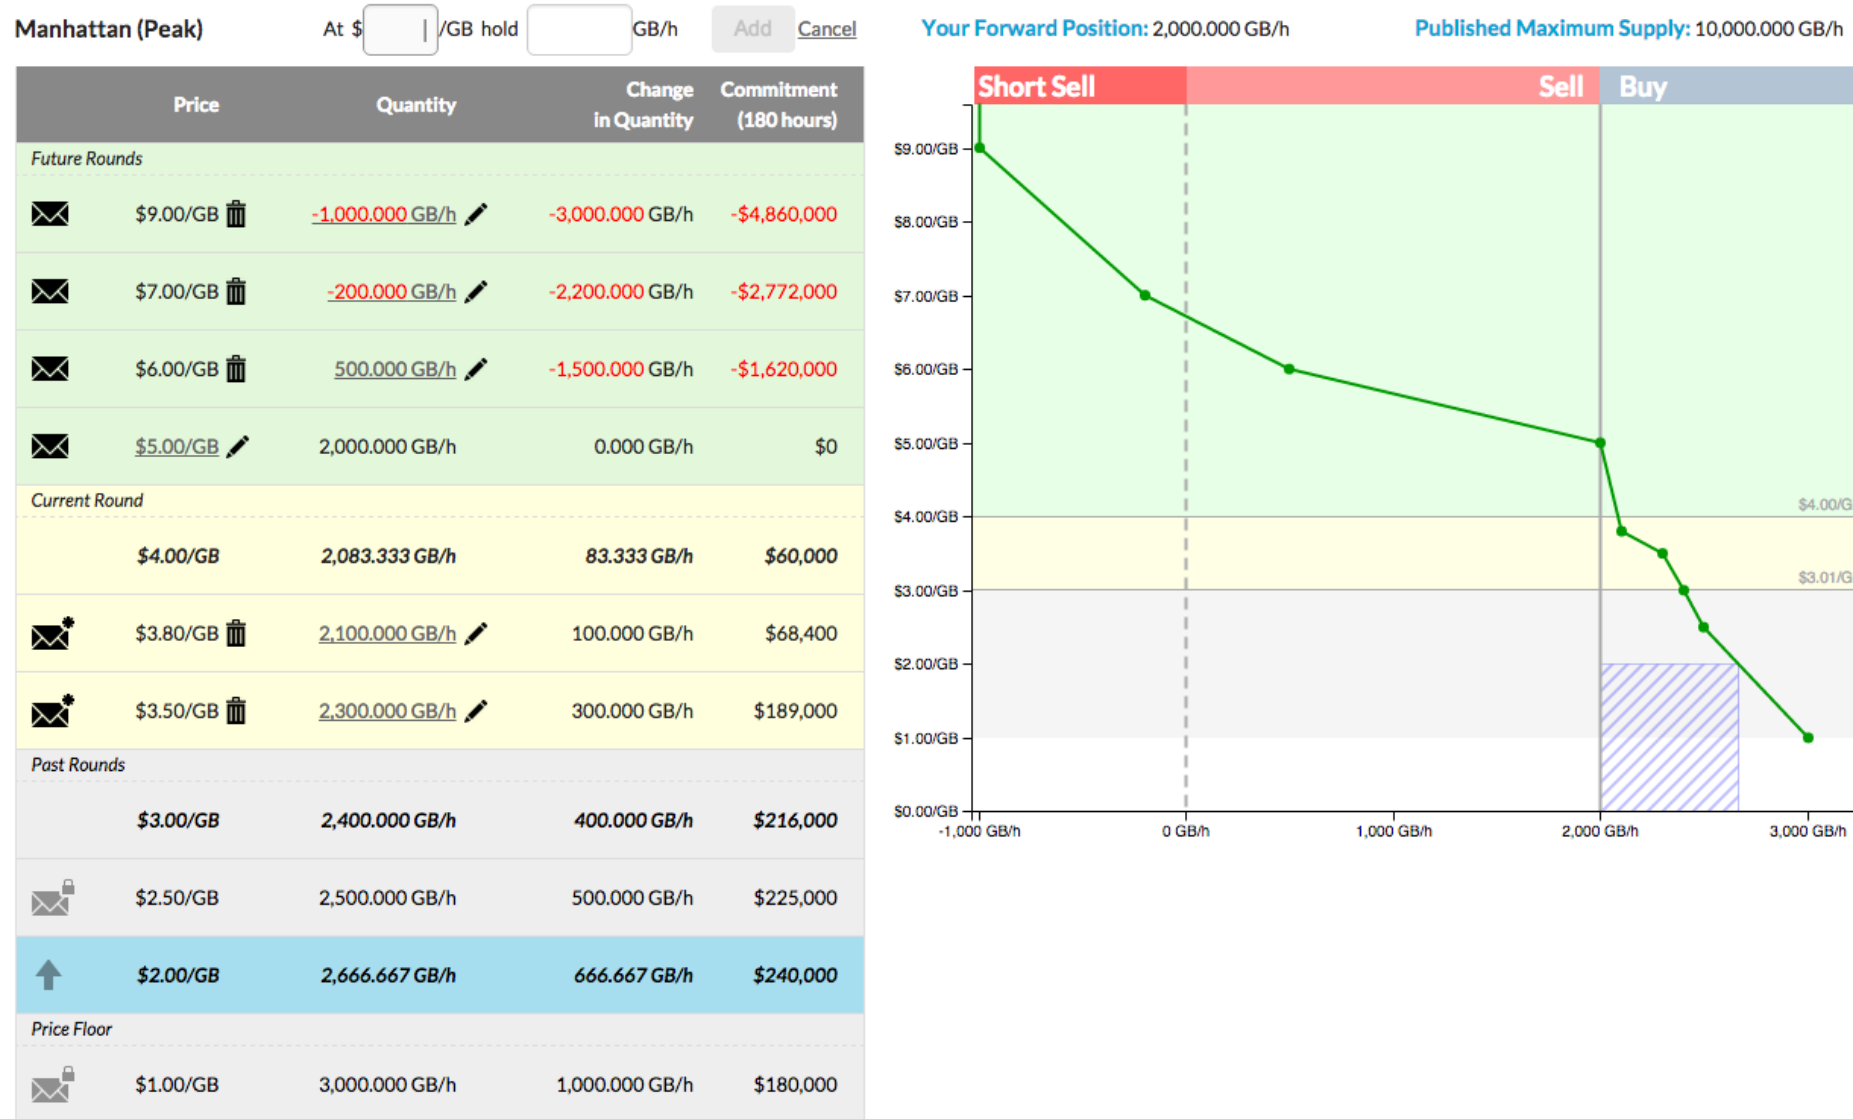 Manhattan (Peak) At $ /GB hold GB/h Add Cancel
Your Forward Position: 2,000.000 GB/h Published Maximum Supply: 10,000.000 GB/h
Price Quantity Change in Quantity Commitment (180 hours)
Future Rounds
$9.00/GB -1,000.000 GB/h -3,000.000 GB/h -$4,860,000
$7.00/GB -200.000 GB/h -2,200.000 GB/h -$2,772,000
$6.00/GB 500.000 GB/h -1,500.000 GB/h -$1,620,000
$5.00/GB 2,000.000 GB/h 0.000 GB/h $0
Current Round
$4.00/GB 2,083.333 GB/h 83.333 GB/h $60,000
$3.80/GB 2,100.000 GB/h 100.000 GB/h $68,400
$3.50/GB 2,300.000 GB/h 300.000 GB/h $189,000
Past Rounds
$3.00/GB 2,400.000 GB/h 400.000 GB/h $216,000
$2.50/GB 2,500.000 GB/h 500.000 GB/h $225,000
$2.00/GB 2,666.667 GB/h 666.667 GB/h $240,000
Price Floor
$1.00/GB 3,000.000 GB/h 1,000.000 GB/h $180,000
Short Sell Sell Buy
$9.00/GB
$8.00/GB
$7.00/GB
$6.00/GB
$5.00/GB
$4.00/G
$4.00/GB
$3.01/G
$3.00/GB
$2.00/GB
$1.00/GB
$0.00/GB
-1,000 GB/h 0 GB/h 1,000 GB/h 2,000 GB/h 3,000 GB/h